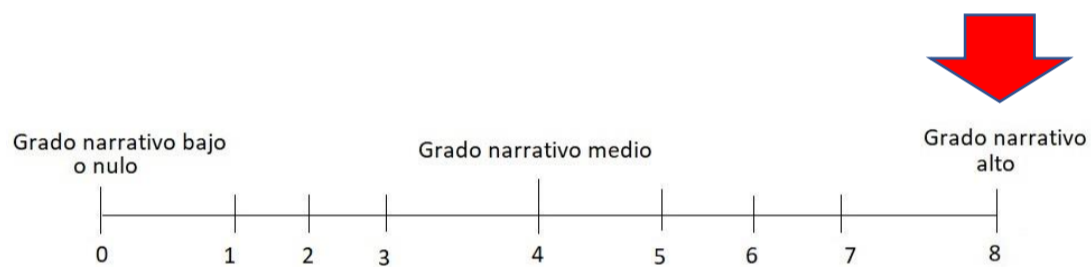 Grado narrativo bajo
o nulo
Grado narrativo medio
Grado narrativo
alto
0 1 2 3 4 5 6 7 8